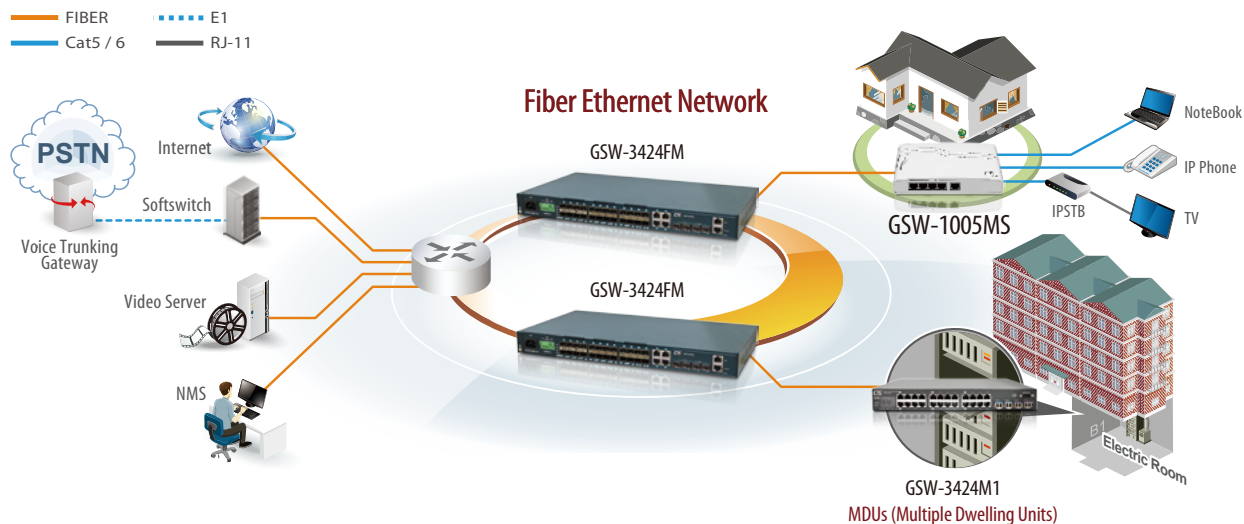 FIBER
E1
Cat5 / 6
RJ-11
Fiber Ethernet Network
PSTN
Internet
Softswitch
Voice Trunking
Gateway
Video Server
NMS
GSW-3424FM
GSW-3424FM
GSW-1005MS
NoteBook
IP Phone
IPSTB
TV
B1
Electric Room
GSW-3424M1
MDUs (Multiple Dwelling Units)